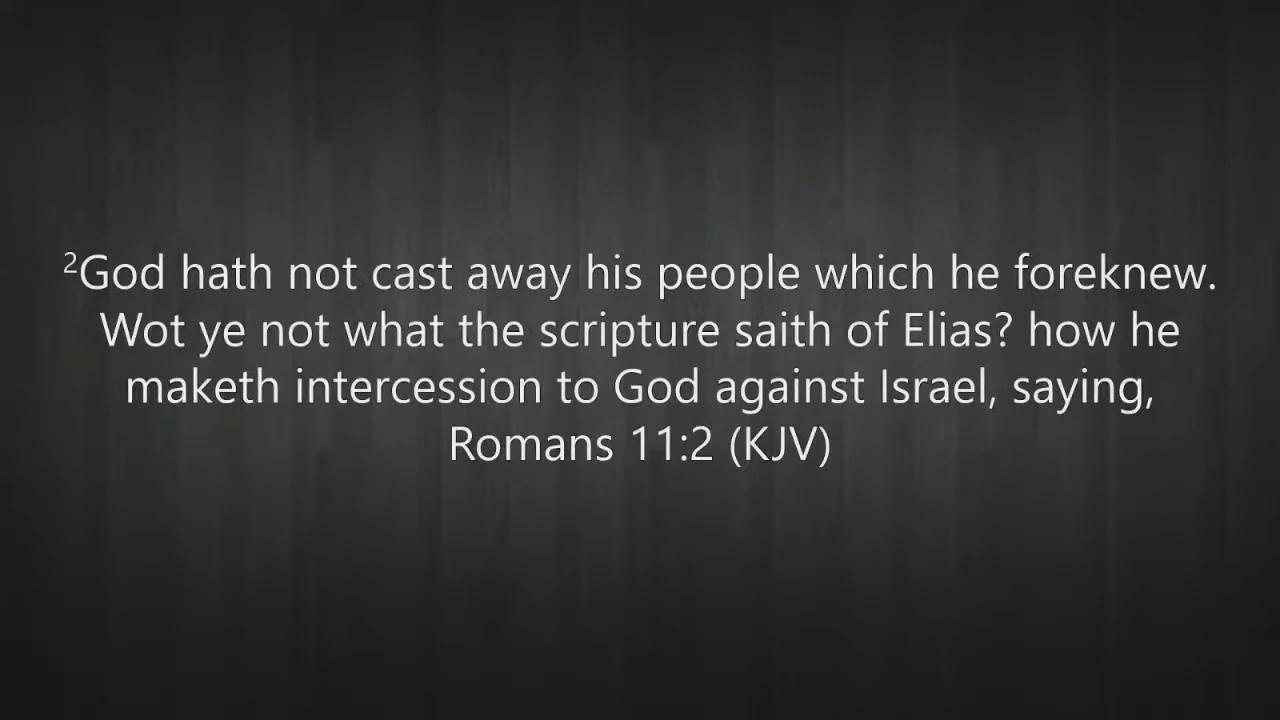 ²God hath not cast away his people which he foreknew.
Wot ye not what the scripture saith of Elias? how he
maketh intercession to God against Israel, saying,
Romans 11:2 (KJV)